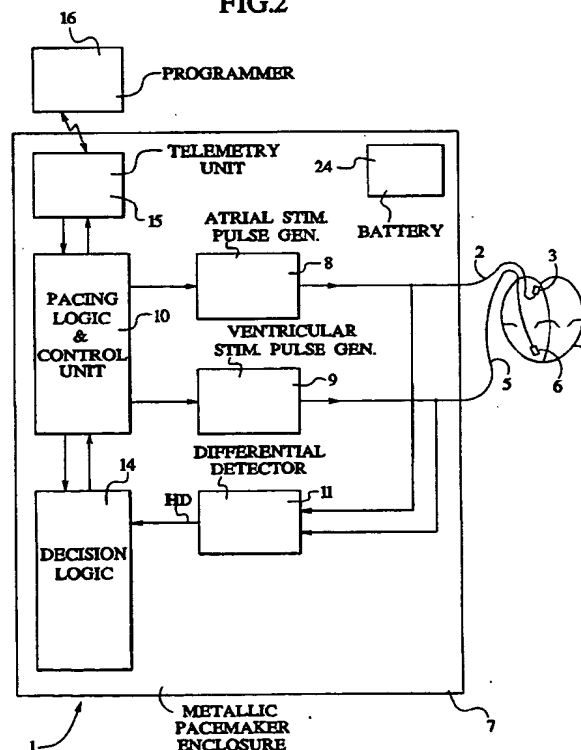 FIG.2
16
PROGRAMMER
TELEMETRY
UNIT
15
24
BATTERY
ATRIAL STIM.
PULSE GEN.
8
2
3
PACING
LOGIC
&
CONTROL
UNIT
10
VENTRICULAR
STIM. PULSE GEN.
9
5
6
DIFFERENTIAL
DETECTOR
11
HD
14
DECISION
LOGIC
METALLIC
PACEMAKER
ENCLOSURE
1
7